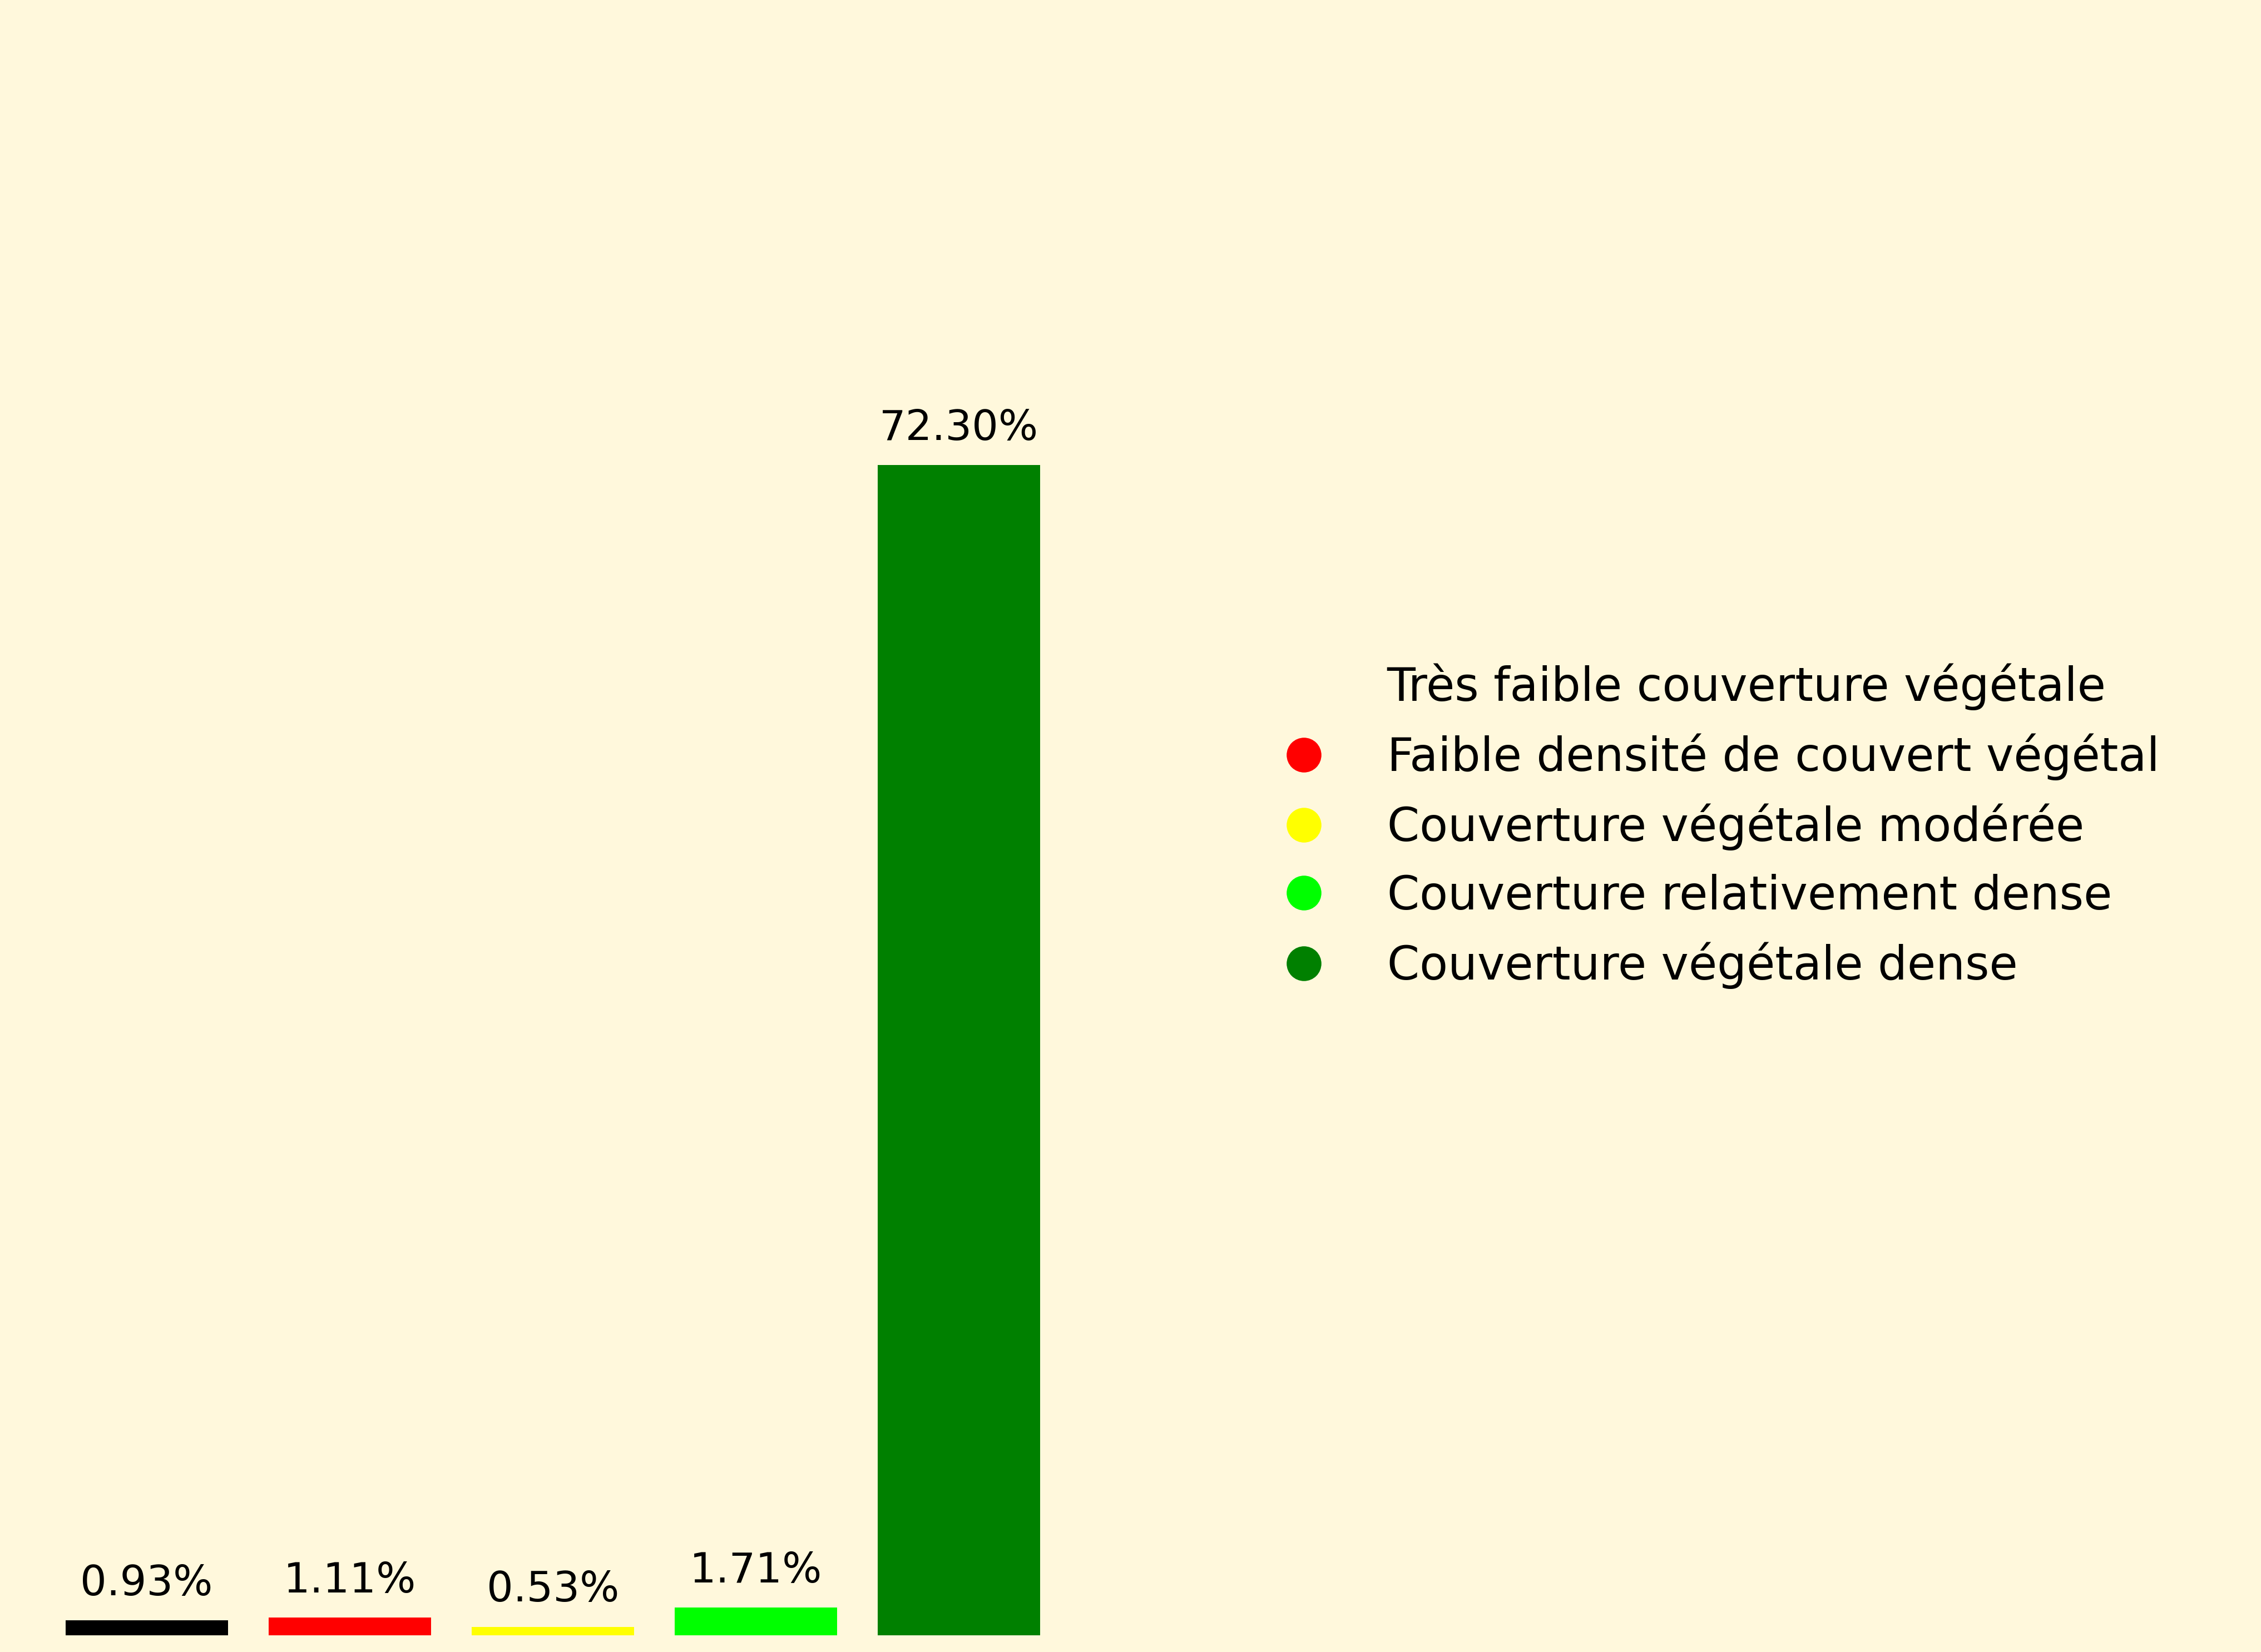 72.30%
Très faible couverture végétale
Faible densité de couvert végétal
Couverture végétale modérée
Couverture relativement dense
Couverture végétale dense
0.93%
1.11%
0.53%
1.71%